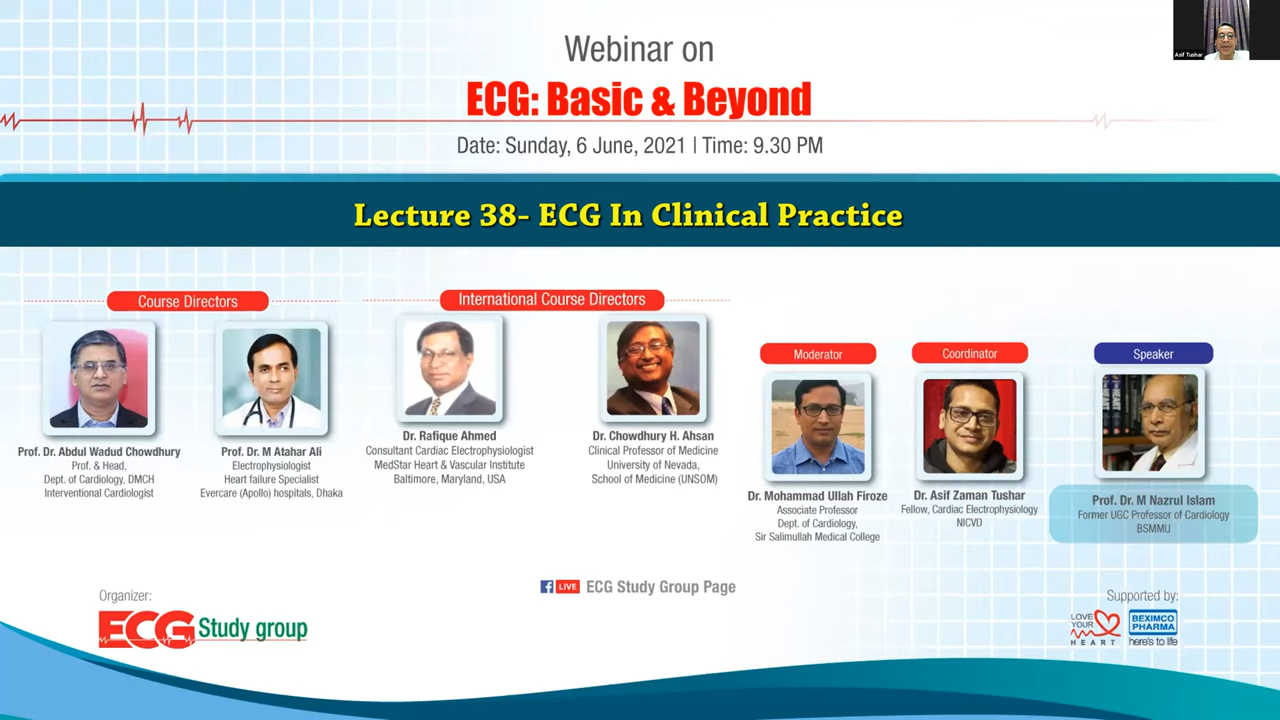 Asif Tushar
Webinar on
ECG: Basic & Beyond
Date: Sunday, 6 June, 2021 | Time: 9.30 PM
Lecture 38- ECG In Clinical Practice
Course Directors
Prof. Dr. Abdul Wadud Chowdhury
Prof. & Head,
Dept. of Cardiology, DMCH
Interventional Cardiologist
Prof. Dr. M Atahar Ali
Electrophysiologist
Heart failure Specialist
Evercare (Apollo) hospitals, Dhaka
International Course Directors
Dr. Rafique Ahmed
Consultant Cardiac Electrophysiologist
MedStar Heart & Vascular Institute
Baltimore, Maryland, USA
Dr. Chowdhury H. Ahsan
Clinical Professor of Medicine
University of Nevada,
School of Medicine (UNSOM)
Moderator
Dr. Mohammad Ullah Firoze
Associate Professor
Dept. of Cardiology,
Sir Salimullah Medical College
Coordinator
Dr. Asif Zaman Tushar
Fellow, Cardiac Electrophysiology
NICVD
Speaker
Prof. Dr. M Nazrul Islam
Former UGC Professor of Cardiology
BSMMU
f LIVE ECG Study Group Page
Organizer:
ECG Study group
Supported by:
LOVE
YOUR
HEART
BEXIMCO
PHARMA
here's to life